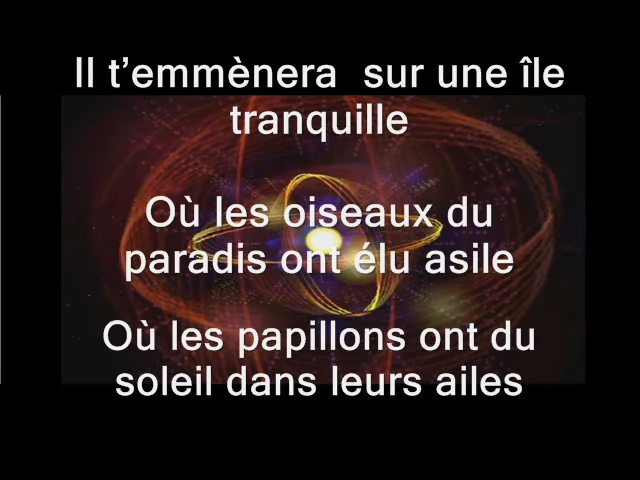 Il t’emmènera  sur une île
tranquille
Où les oiseaux du
paradis ont élu asile
Où les papillons ont du
soleil dans leurs ailes